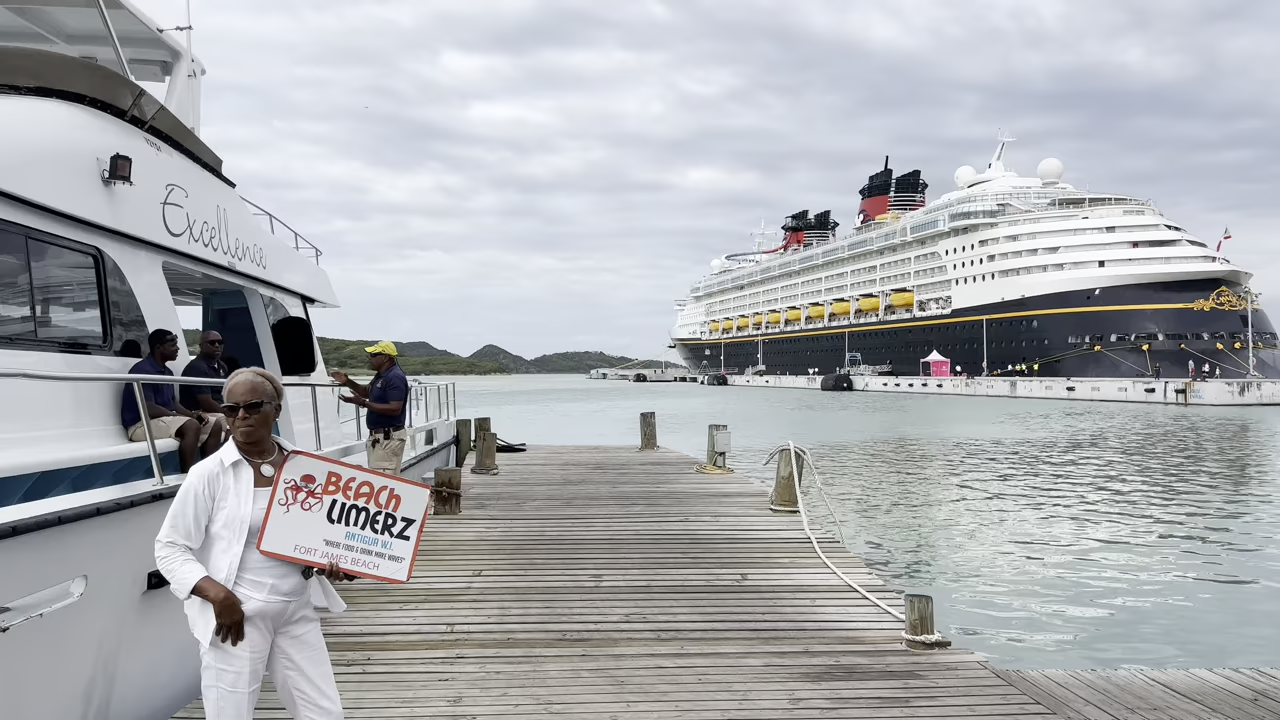 Excellence
BEACH
LIMERZ
ANTIGUA W.I.
"WHERE FOOD & DRINK MAKE WAVES"
FORT JAMES BEACH